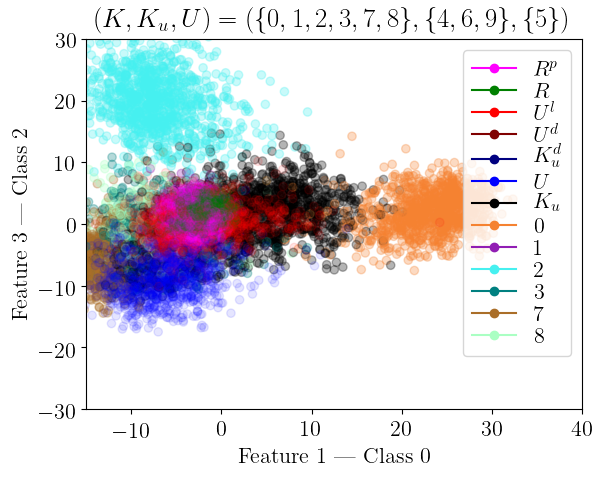 (K, K_u, U) = ({0, 1, 2, 3, 7, 8}, {4, 6, 9}, {5})
30
20
10
0
−10
−20
−30
Feature 3 — Class 2
R^p
R
U^l
U^d
K_u^d
U
K_u
0
1
2
3
7
8
−10 0 10 20 30 40
Feature 1 — Class 0